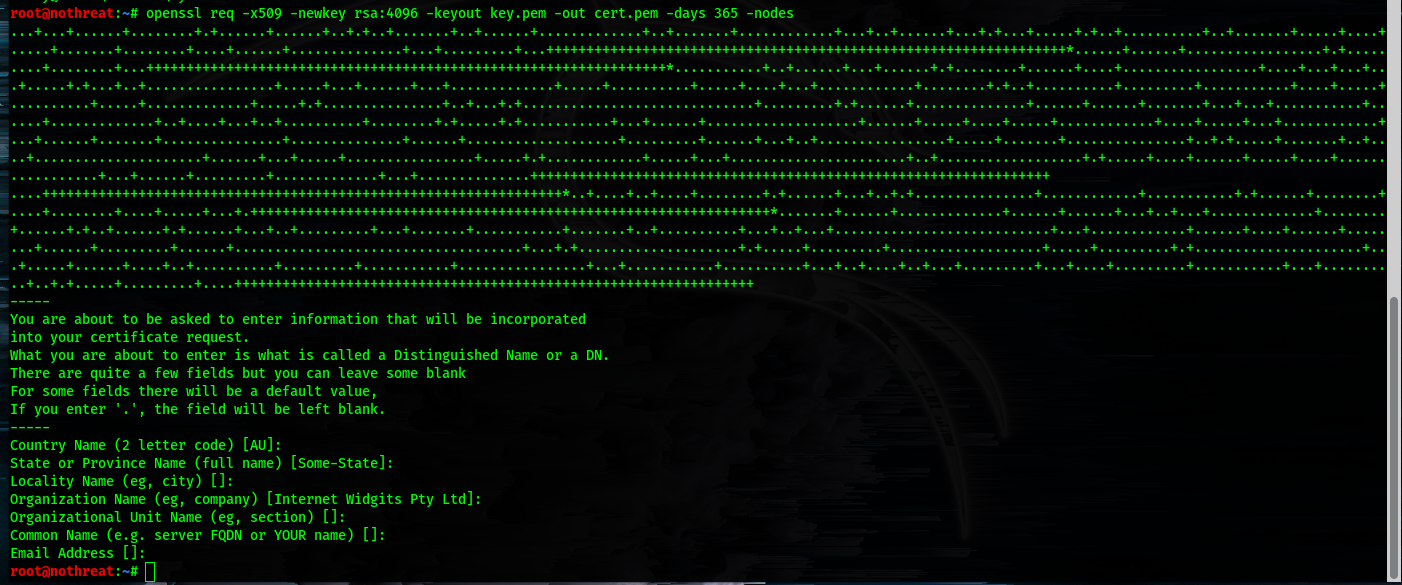 root@nothreat:~# openssl req -x509 -newkey rsa:4096 -keyout key.pem -out cert.pem -days 365 -nodes
-----
You are about to be asked to enter information that will be incorporated
into your certificate request.
What you are about to enter is what is called a Distinguished Name or a DN.
There are quite a few fields but you can leave some blank
For some fields there will be a default value,
If you enter '.', the field will be left blank.
-----
Country Name (2 letter code) [AU]:
State or Province Name (full name) [Some-State]:
Locality Name (eg, city) []:
Organization Name (eg, company) [Internet Widgits Pty Ltd]:
Organizational Unit Name (eg, section) []:
Common Name (e.g. server FQDN or YOUR name) []:
Email Address []:
root@nothreat:~#